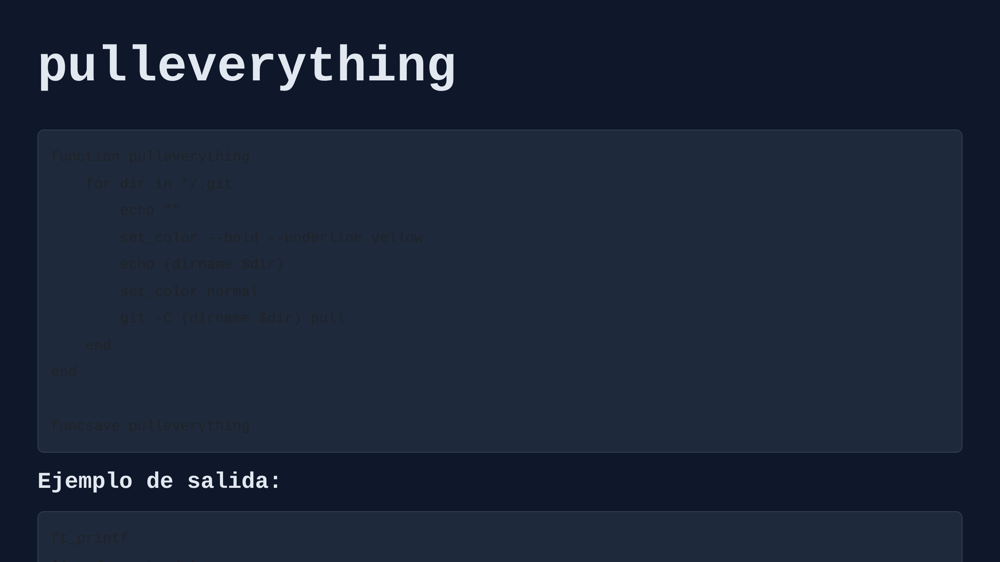 pulleverything
function pulleverything
    for dir in */.git
        echo ""
        set_color --bold --underline yellow
        echo (dirname $dir)
        set_color normal
        git -C (dirname $dir) pull
    end
end
funcsave pulleverything
Ejemplo de salida:
ft_printf